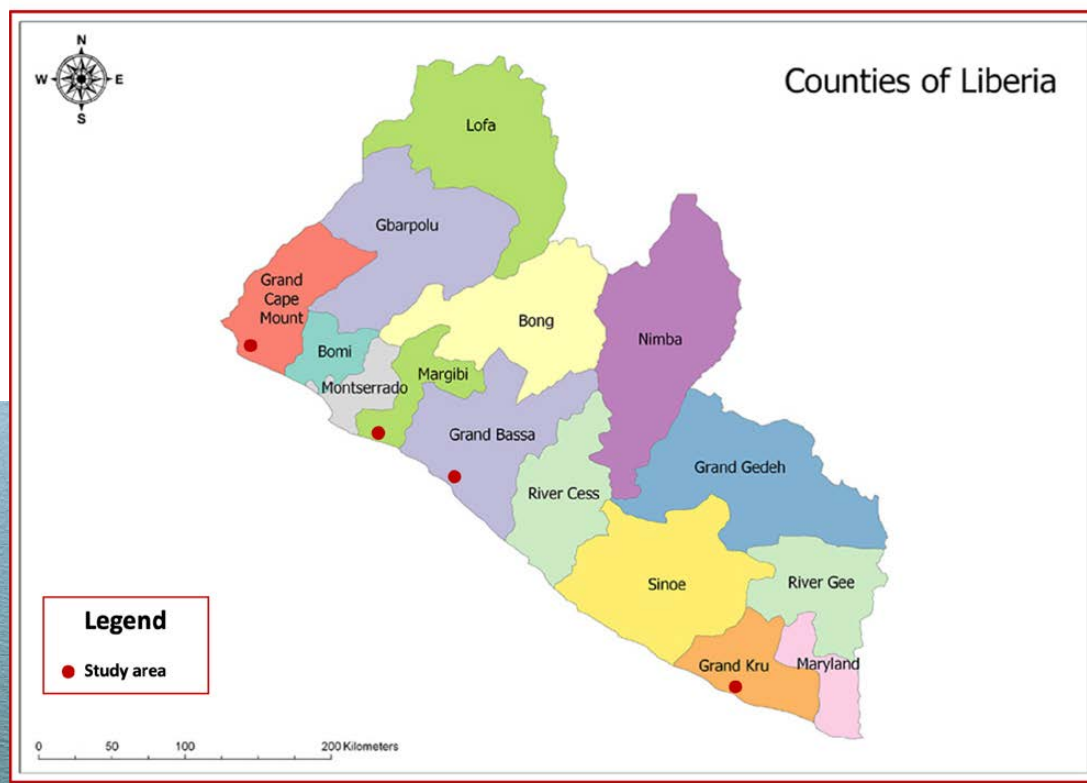 N
W E
S
Counties of Liberia
Lofa
Gbarpolu
Grand
Cape
Mount
Bong
Nimba
Bomi
Margibi
Montserrado
Grand Bassa
Grand Gedeh
River Cess
Sinoe
River Gee
Grand Kru
Maryland
Legend
Study area
0 50 100 200 Kilometers